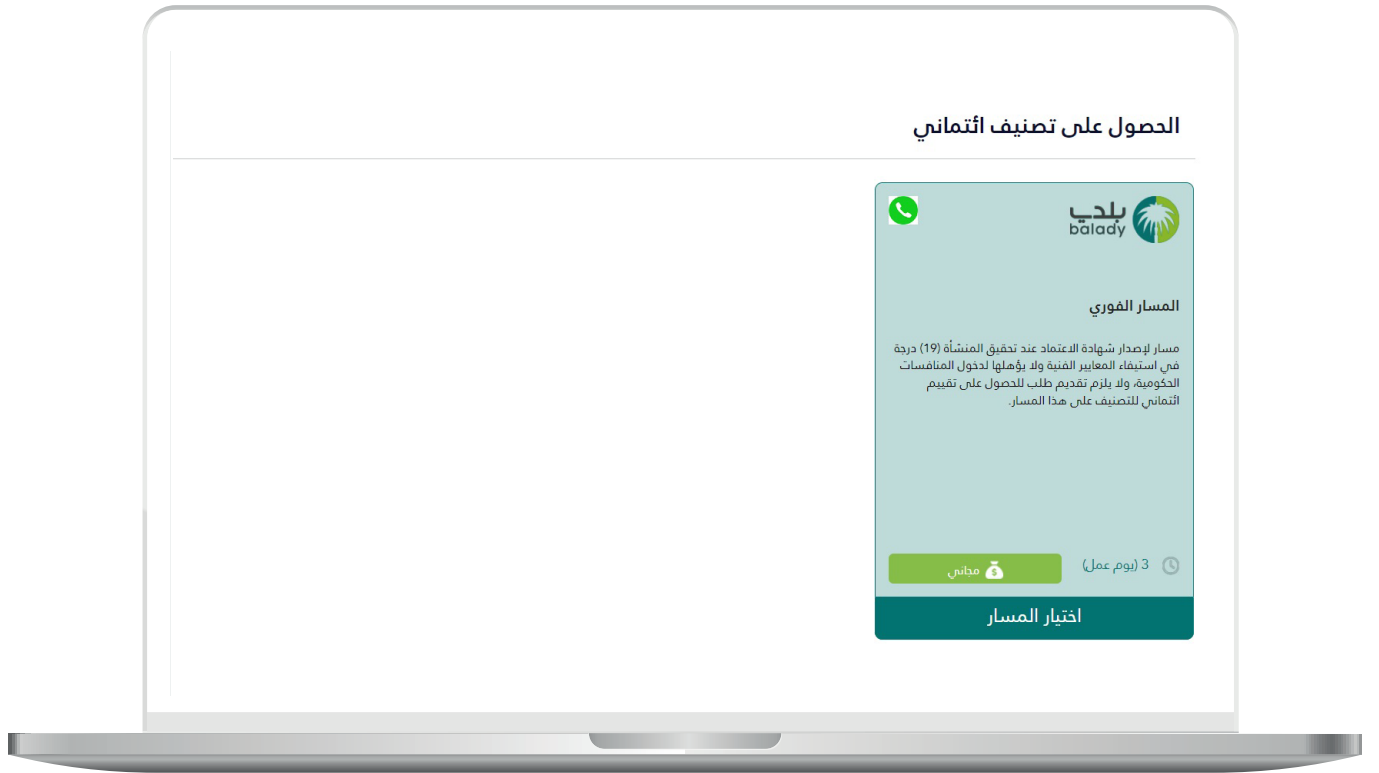 الحصول على تصنيف ائتماني
بلدي
balady
المسار الفوري
مسار لإصدار شهادة الاعتماد عند تحقيق المنشأة (19) درجة
في استيفاء المعايير الفنية ولا يؤهلها لدخول المنافسات
الحكومية، ولا يلزم تقديم طلب للحصول على تقييم
ائتماني للتصنيف على هذا المسار.
3 (يوم عمل)
مجاني
اختيار المسار